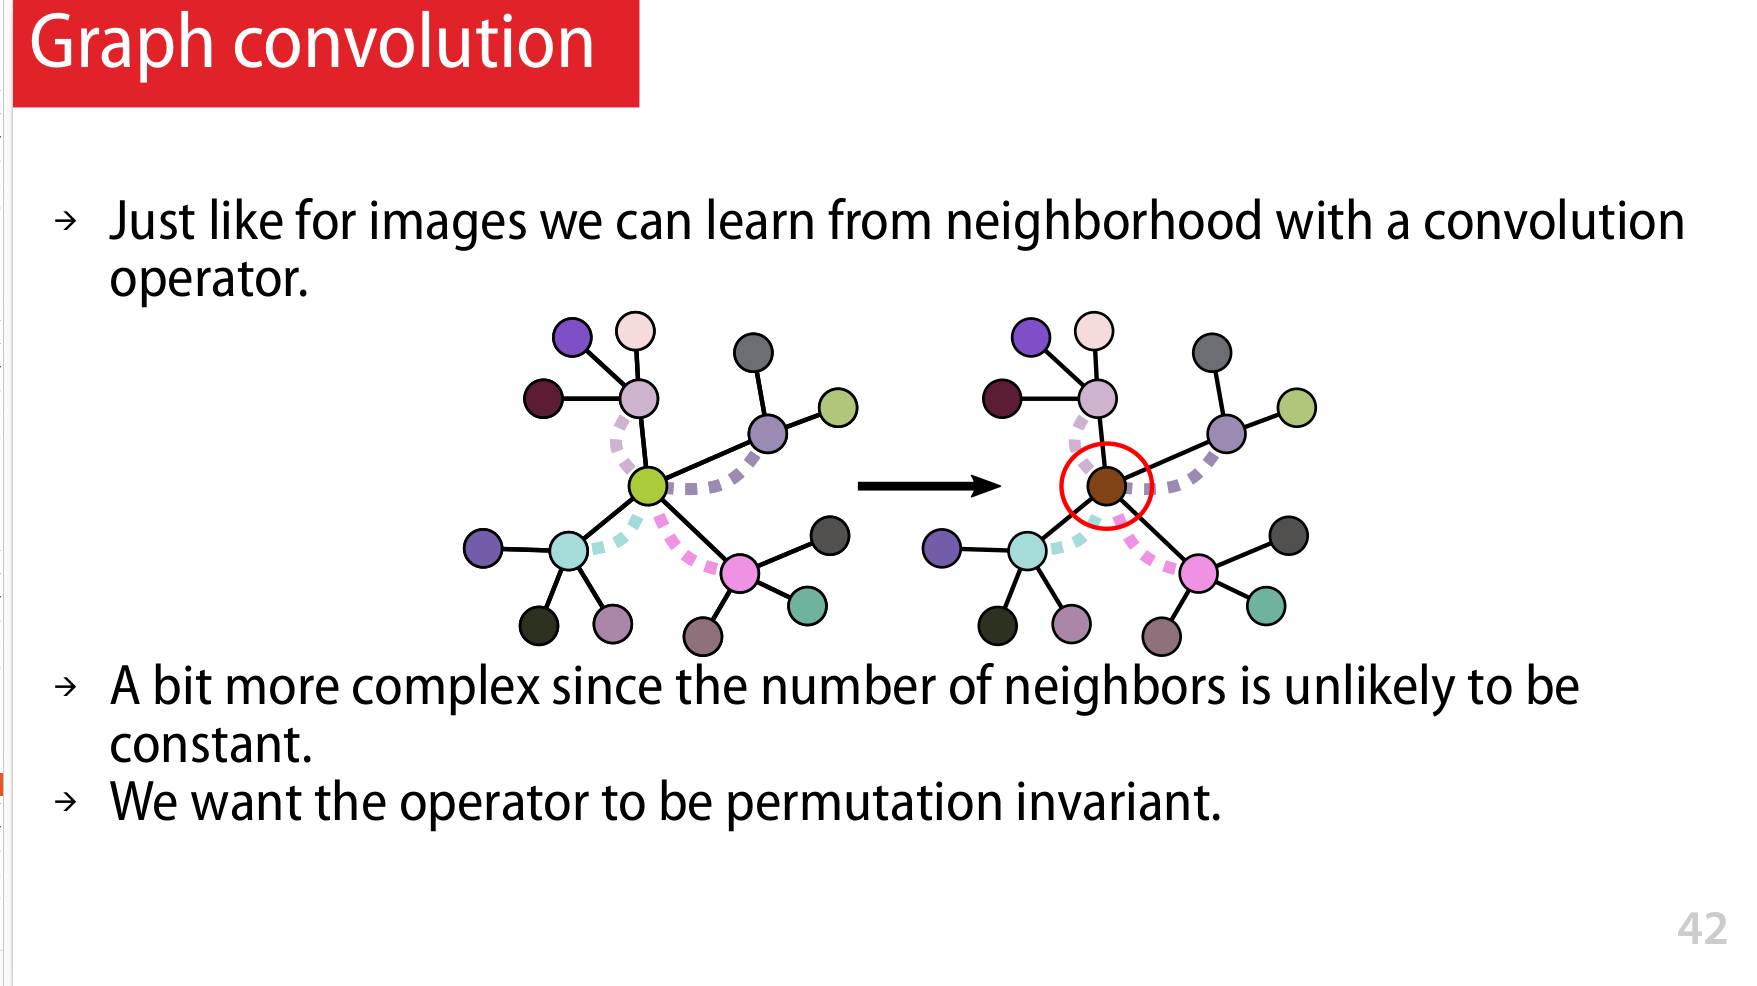 Graph convolution
→ Just like for images we can learn from neighborhood with a convolution
operator.
→ A bit more complex since the number of neighbors is unlikely to be
constant.
→ We want the operator to be permutation invariant.
42